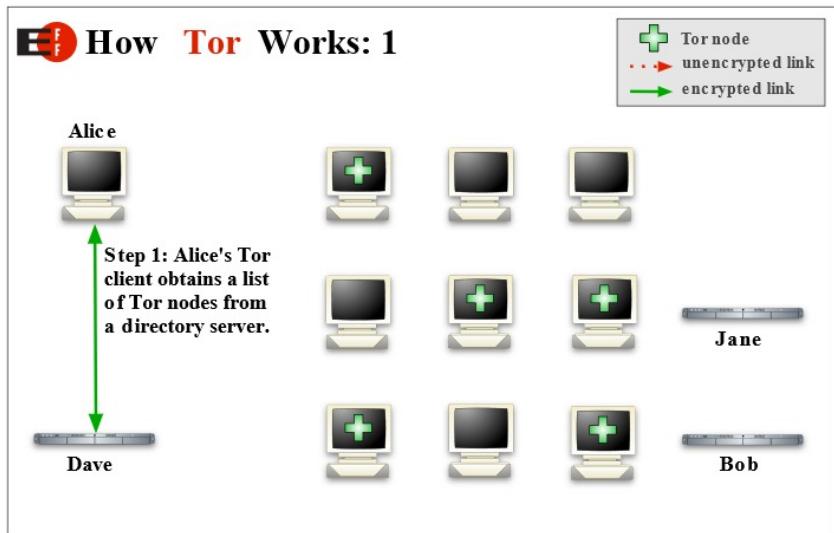 E F F How Tor Works: 1
Tor node
unencrypted link
encrypted link
Alice
Step 1: Alice's Tor
client obtains a list
of Tor nodes from
a directory server.
Jane
Dave
Bob